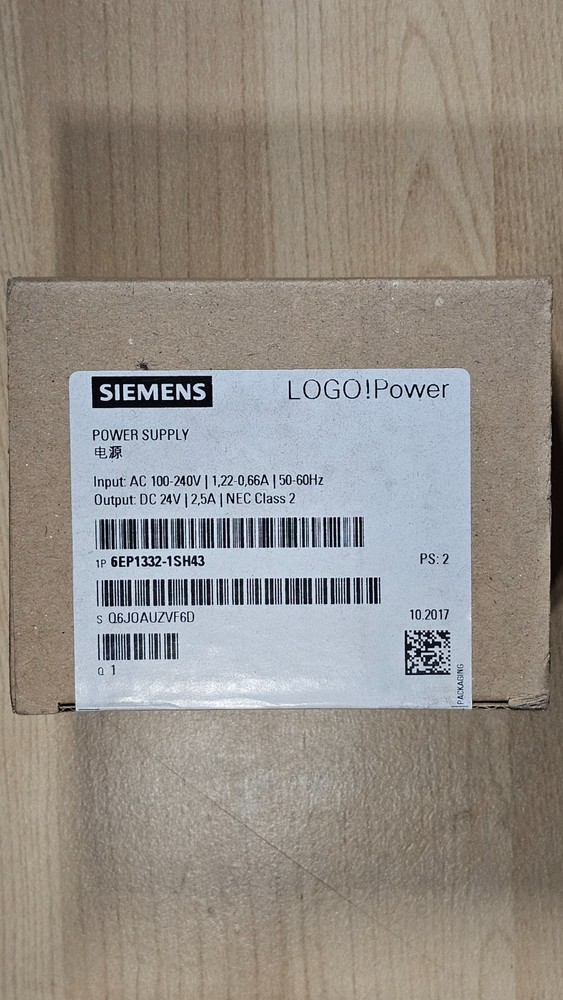 SIEMENS
LOGO!Power
POWER SUPPLY
电源
Input: AC 100-240V | 1,22-0,66A | 50-60Hz
Output: DC 24V | 2,5A | NEC Class 2
1P 6EP1332-1SH43
PS: 2
S Q6JOAUZVF6D
10.2017
Q 1
PACKAGING